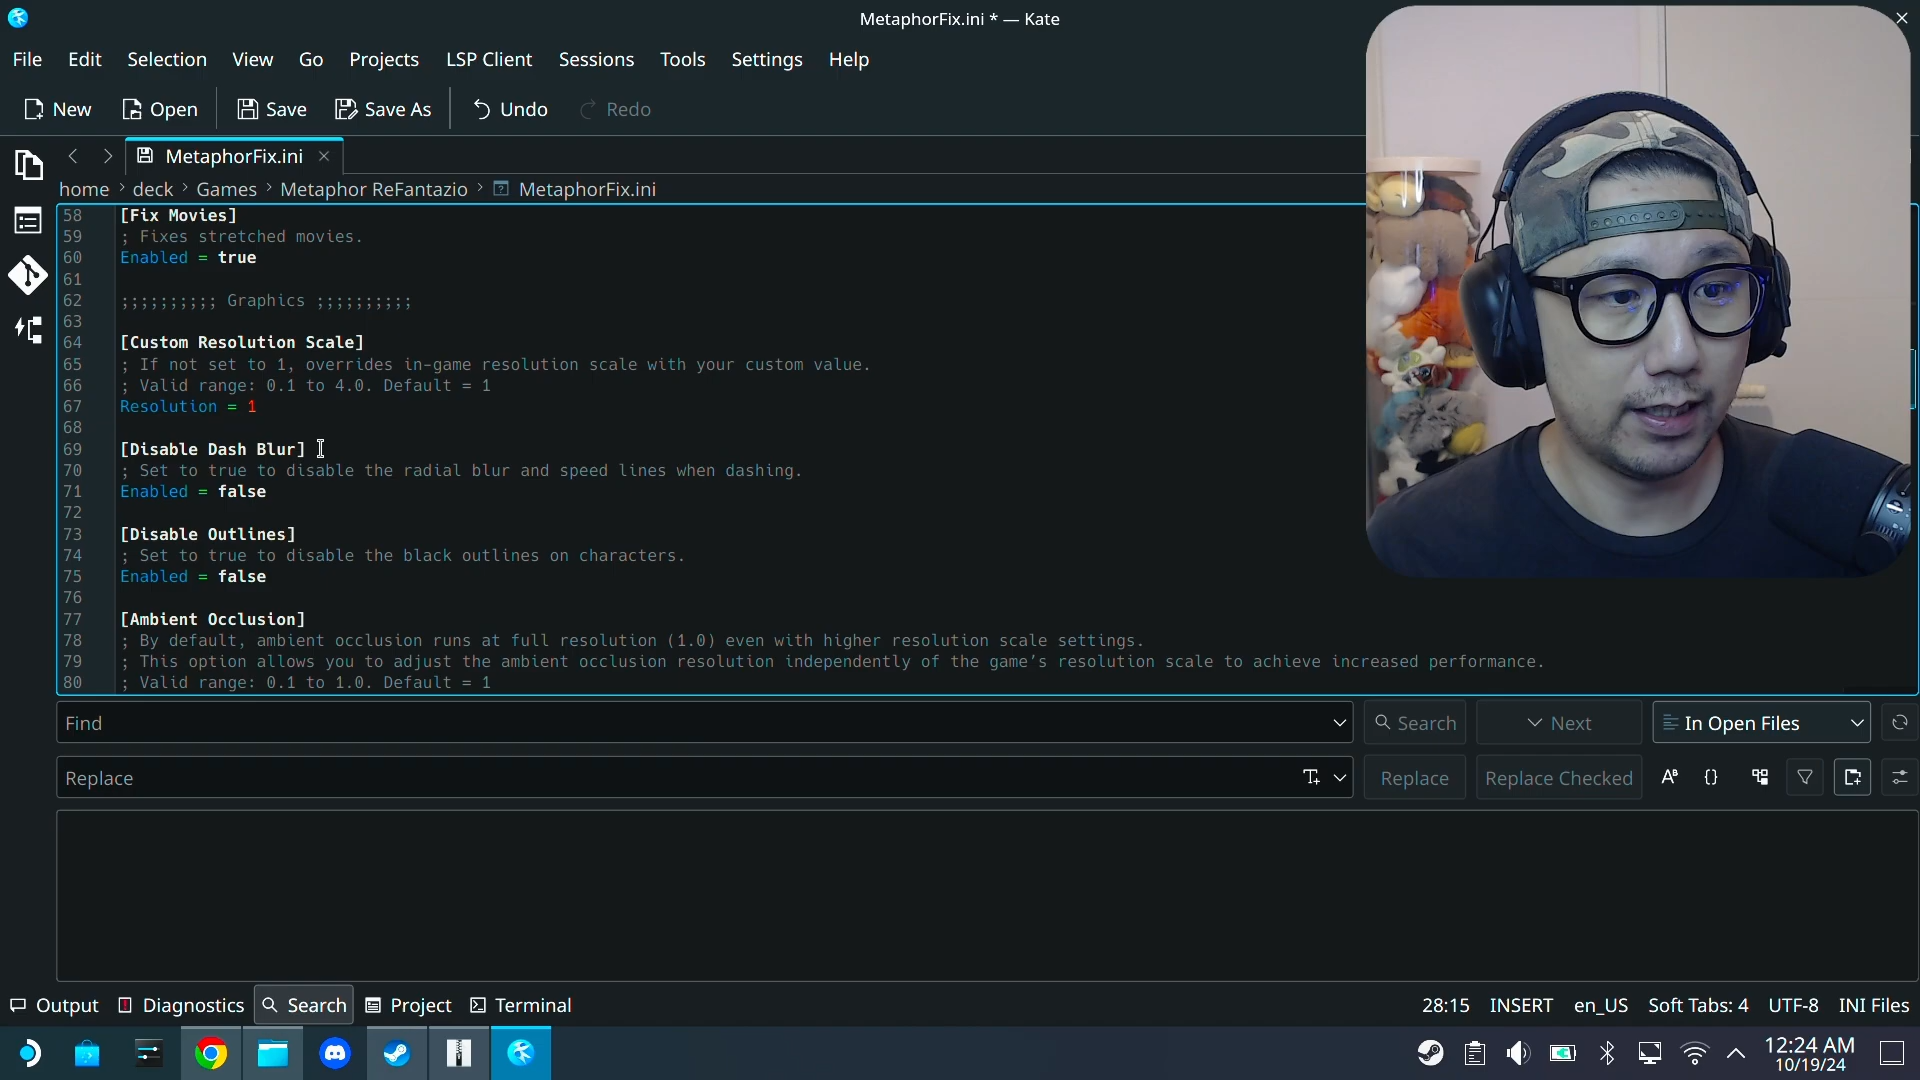 MetaphorFix.ini * — Kate
File Edit Selection View Go Projects LSP Client Sessions Tools Settings Help
New Open Save Save As Undo Redo
MetaphorFix.ini
home > deck > Games > Metaphor ReFantazio > MetaphorFix.ini
58 [Fix Movies]
59 ; Fixes stretched movies.
60 Enabled = true
61
62 ;;;;;;;;;; Graphics ;;;;;;;;;;
63
64 [Custom Resolution Scale]
65 ; If not set to 1, overrides in-game resolution scale with your custom value.
66 ; Valid range: 0.1 to 4.0. Default = 1
67 Resolution = 1
68
69 [Disable Dash Blur]
70 ; Set to true to disable the radial blur and speed lines when dashing.
71 Enabled = false
72
73 [Disable Outlines]
74 ; Set to true to disable the black outlines on characters.
75 Enabled = false
76
77 [Ambient Occlusion]
78 ; By default, ambient occlusion runs at full resolution (1.0) even with higher resolution scale settings.
79 ; This option allows you to adjust the ambient occlusion resolution independently of the game's resolution scale to achieve increased performance.
80 ; Valid range: 0.1 to 1.0. Default = 1
Find Search Next In Open Files
Replace Replace Replace Checked
Output Diagnostics Search Project Terminal 28:15 INSERT en_US Soft Tabs: 4 UTF-8 INI Files
12:24 AM
10/19/24